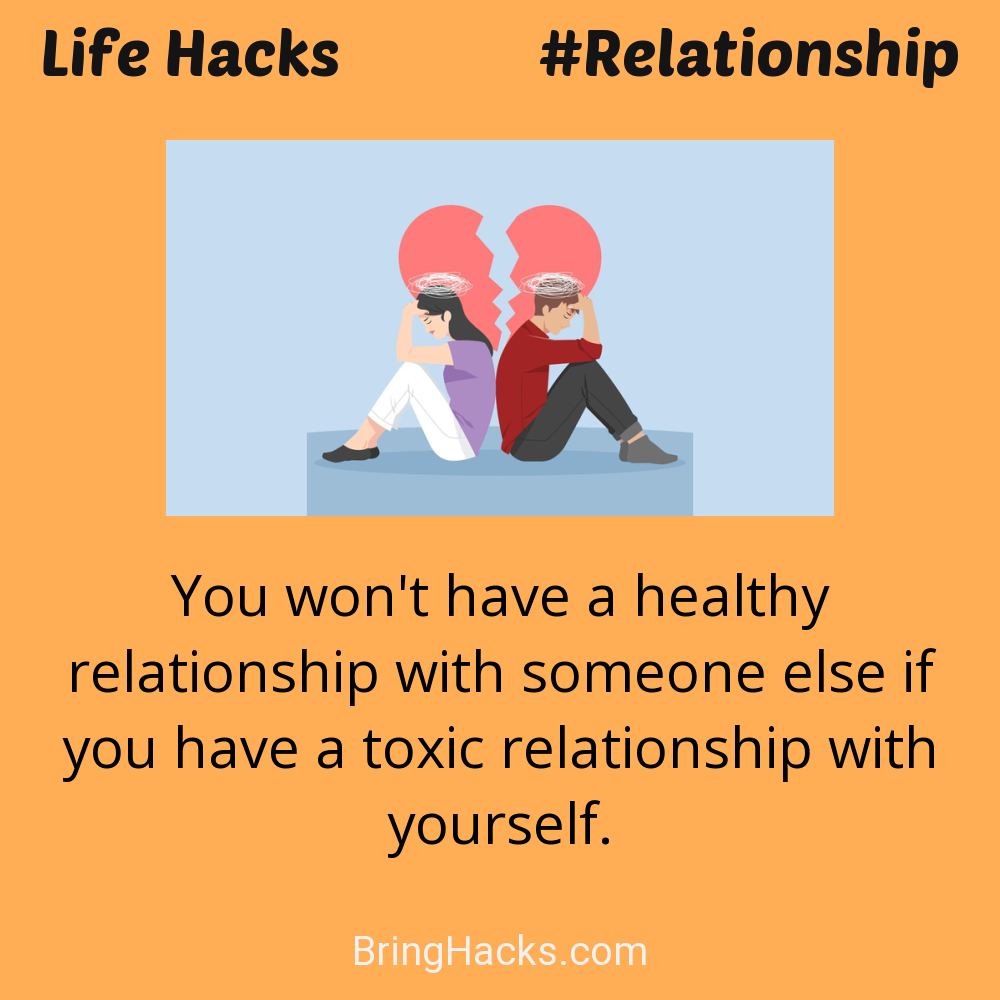 Life Hacks #Relationship
You won't have a healthy
relationship with someone else if
you have a toxic relationship with
yourself.
BringHacks.com